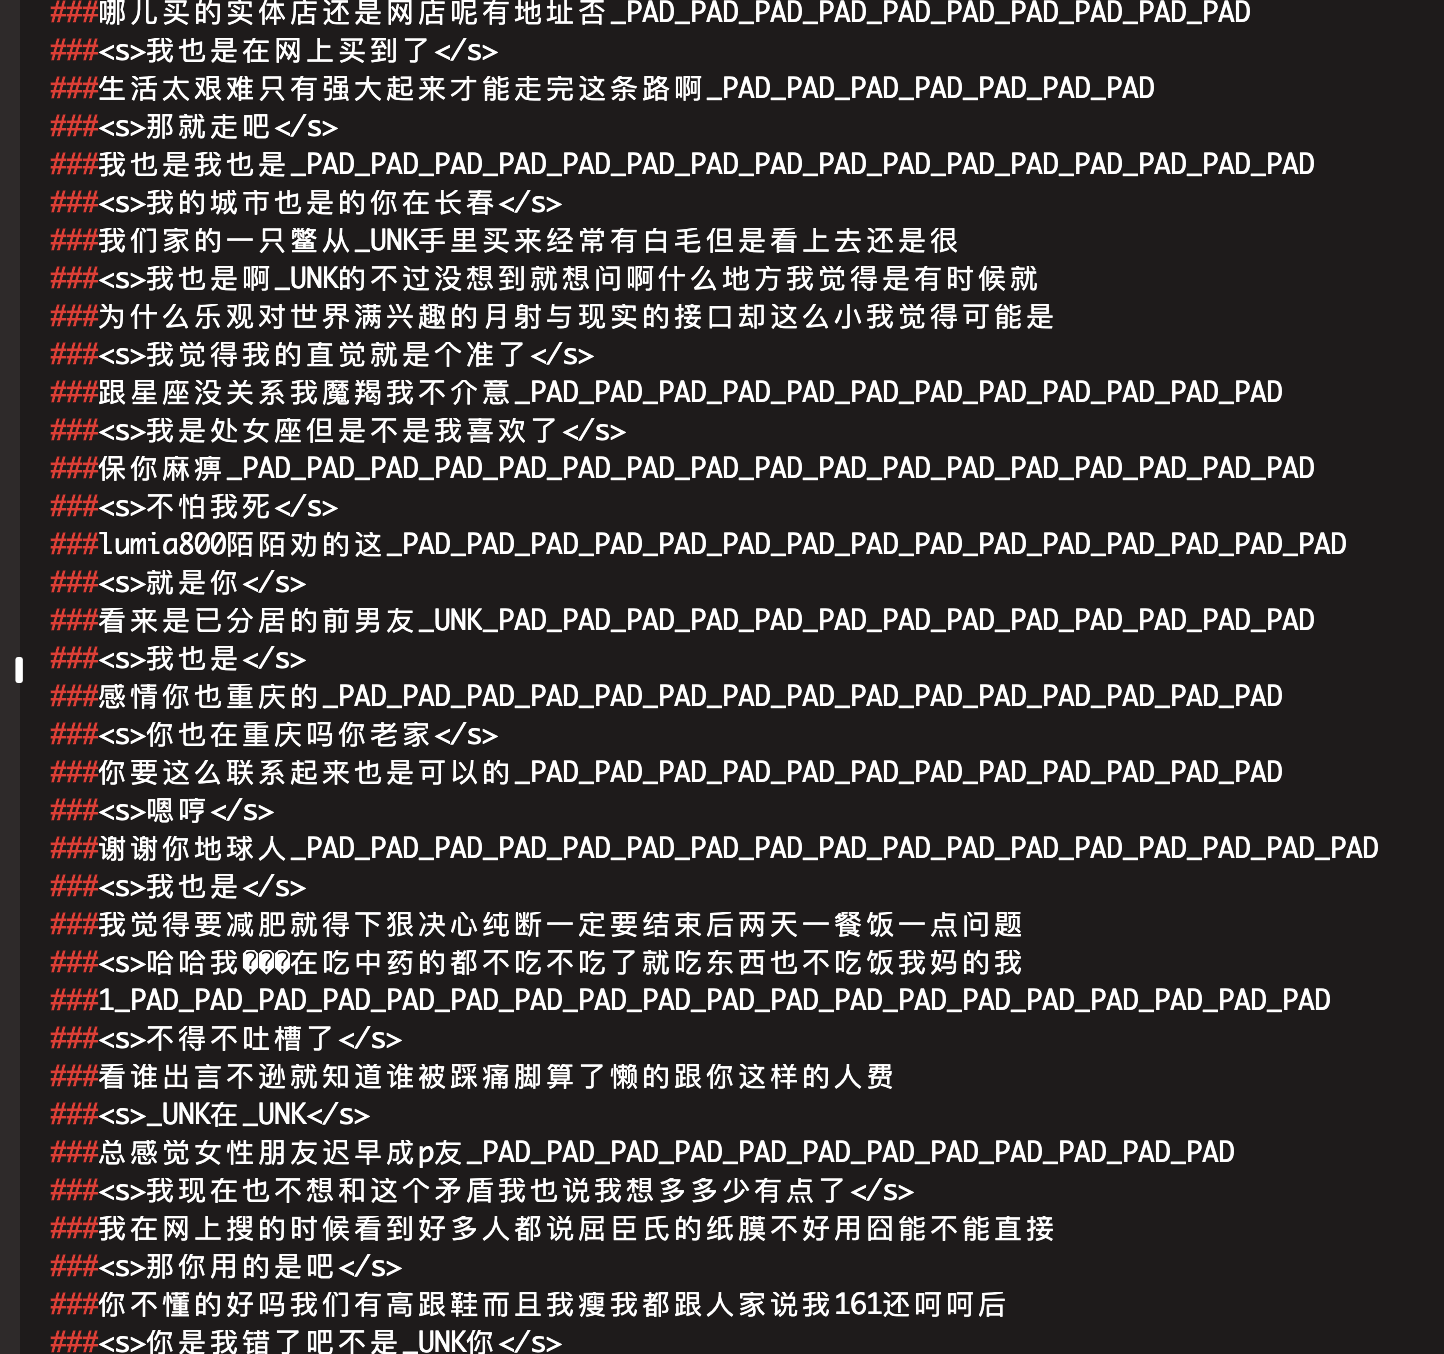 ###哪儿买的实体店还是网店呢有地址否_PAD_PAD_PAD_PAD_PAD_PAD_PAD_PAD_PAD_PAD
###<s>我也是在网上买到了</s>
###生活太艰难只有强大起来才能走完这条路啊_PAD_PAD_PAD_PAD_PAD_PAD_PAD
###<s>那就走吧</s>
###我也是我也是_PAD_PAD_PAD_PAD_PAD_PAD_PAD_PAD_PAD_PAD_PAD_PAD_PAD_PAD_PAD_PAD
###<s>我的城市也是的你在长春</s>
###我们家的一只鳖从_UNK手里买来经常有白毛但是看上去还是很
###<s>我也是啊_UNK的不过没想到就想问啊什么地方我觉得是有时候就
###为什么乐观对世界满兴趣的月射与现实的接口却这么小我觉得可能是
###<s>我觉得我的直觉就是个准了</s>
###跟星座没关系我魔羯我不介意_PAD_PAD_PAD_PAD_PAD_PAD_PAD_PAD_PAD_PAD_PAD_PAD
###<s>我是处女座但是不是我喜欢了</s>
###保你麻痹_PAD_PAD_PAD_PAD_PAD_PAD_PAD_PAD_PAD_PAD_PAD_PAD_PAD_PAD_PAD_PAD_PAD
###<s>不怕我死</s>
###lumia800陌陌劝的这_PAD_PAD_PAD_PAD_PAD_PAD_PAD_PAD_PAD_PAD_PAD_PAD_PAD_PAD_PAD
###<s>就是你</s>
###看来是已分居的前男友_UNK_PAD_PAD_PAD_PAD_PAD_PAD_PAD_PAD_PAD_PAD_PAD_PAD_PAD
###<s>我也是</s>
###感情你也重庆的_PAD_PAD_PAD_PAD_PAD_PAD_PAD_PAD_PAD_PAD_PAD_PAD_PAD_PAD_PAD
###<s>你也在重庆吗你老家</s>
###你要这么联系起来也是可以的_PAD_PAD_PAD_PAD_PAD_PAD_PAD_PAD_PAD_PAD_PAD_PAD
###<s>嗯哼</s>
###谢谢你地球人_PAD_PAD_PAD_PAD_PAD_PAD_PAD_PAD_PAD_PAD_PAD_PAD_PAD_PAD_PAD_PAD_PAD
###<s>我也是</s>
###我觉得要减肥就得下狠决心纯断一定要结束后两天一餐饭一点问题
###<s>哈哈我���在吃中药的都不吃不吃了就吃东西也不吃饭我妈的我
###1_PAD_PAD_PAD_PAD_PAD_PAD_PAD_PAD_PAD_PAD_PAD_PAD_PAD_PAD_PAD_PAD_PAD_PAD_PAD
###<s>不得不吐槽了</s>
###看谁出言不逊就知道谁被踩痛脚算了懒的跟你这样的人费
###<s>_UNK在_UNK</s>
###总感觉女性朋友迟早成p友_PAD_PAD_PAD_PAD_PAD_PAD_PAD_PAD_PAD_PAD_PAD_PAD
###<s>我现在也不想和这个矛盾我也说我想多多少有点了</s>
###我在网上搜的时候看到好多人都说屈臣氏的纸膜不好用囧能不能直接
###<s>那你用的是吧</s>
###你不懂的好吗我们有高跟鞋而且我瘦我都跟人家说我161还呵呵后
###<s>你是我错了吧不是_UNK你</s>